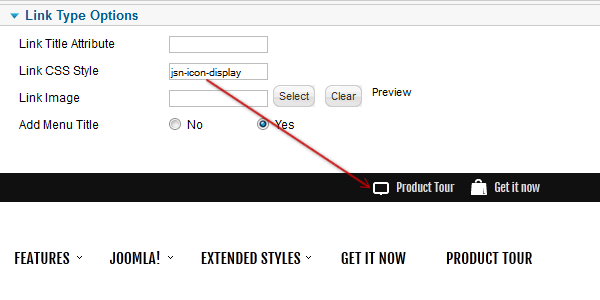 Link Type Options
Link Title Attribute
Link CSS Style jsn-icon-display
Link Image Select Clear Preview
Add Menu Title No Yes
Product Tour Get it now
FEATURES JOOMLA! EXTENDED STYLES GET IT NOW PRODUCT TOUR